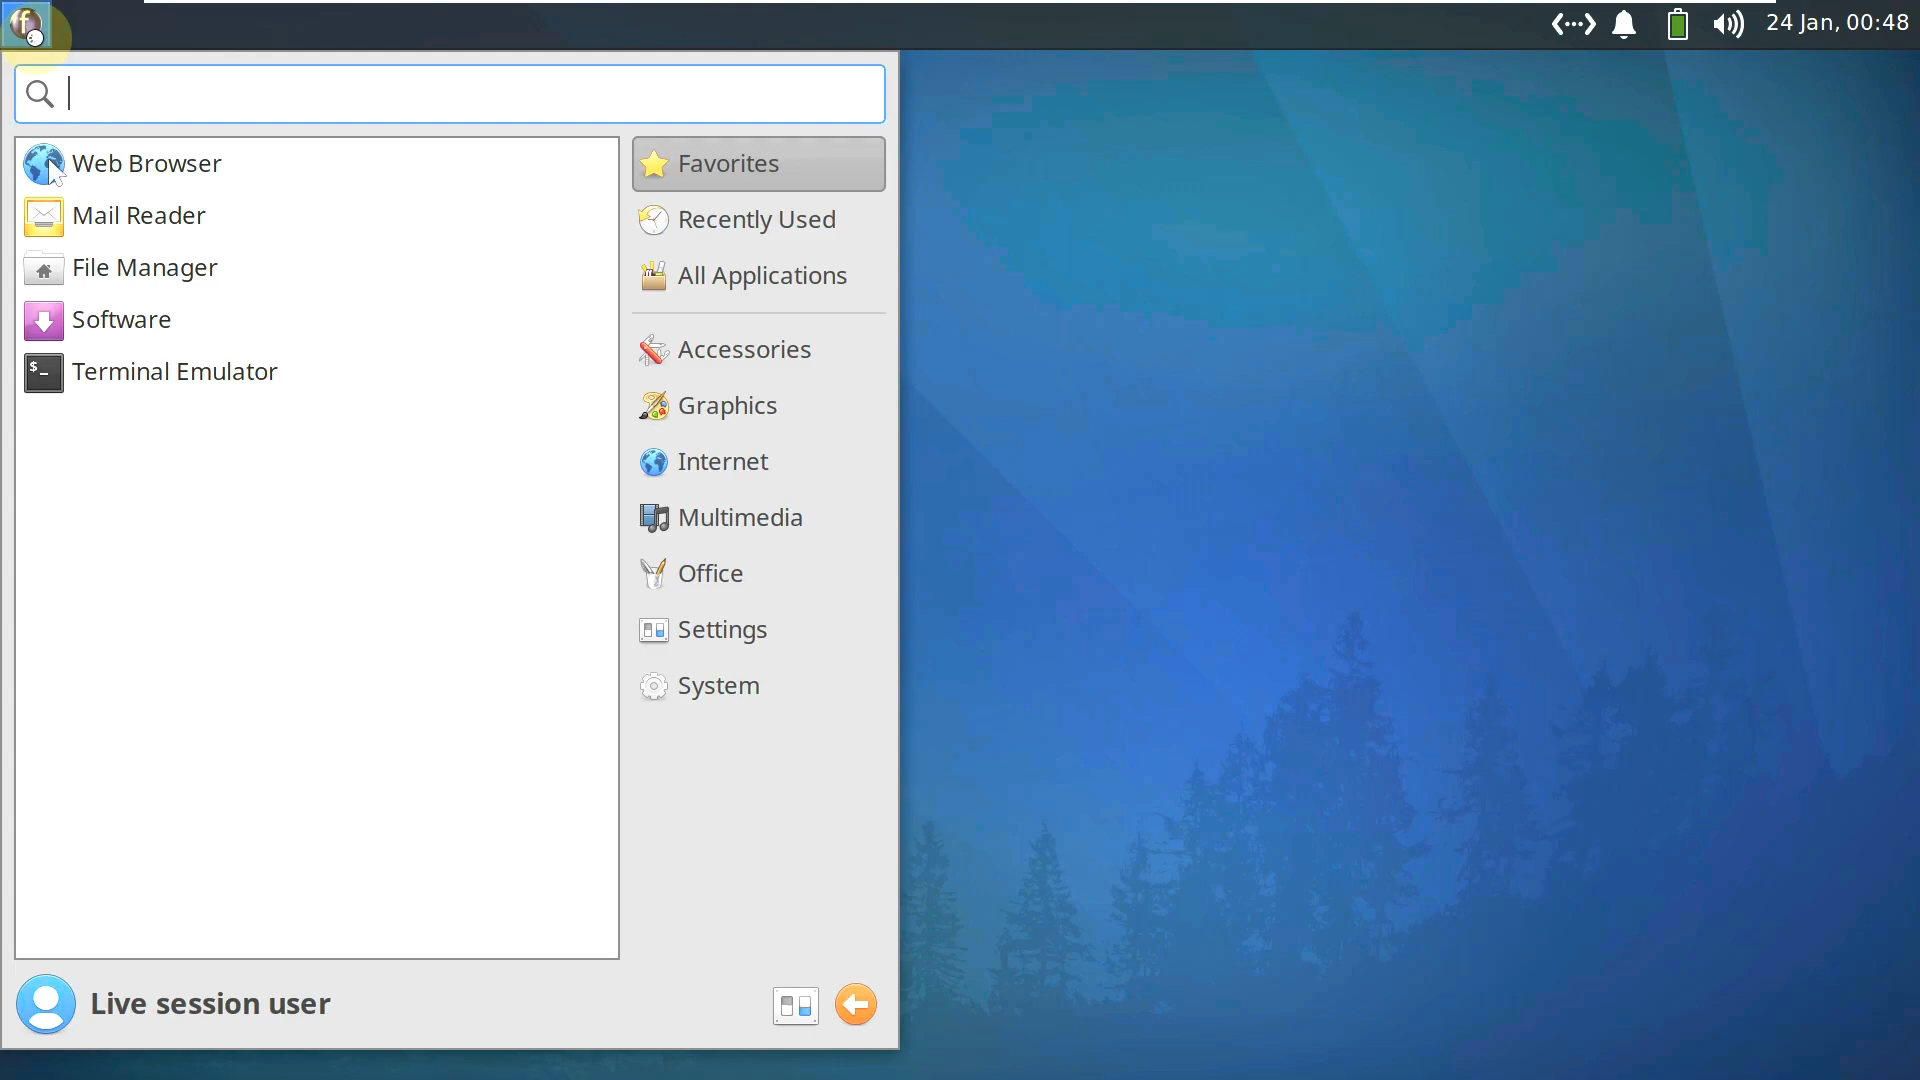 24 Jan, 00:48
Web Browser
Mail Reader
File Manager
Software
Terminal Emulator
Favorites
Recently Used
All Applications
Accessories
Graphics
Internet
Multimedia
Office
Settings
System
Live session user